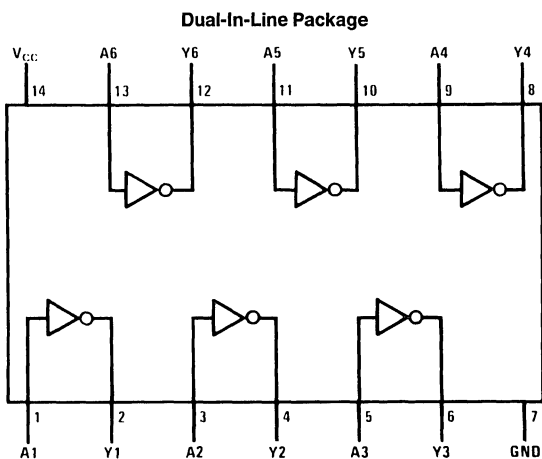 Dual-In-Line Package
VCC A6 Y6 A5 Y5 A4 Y4
14 13 12 11 10 9 8
1 2 3 4 5 6 7
A1 Y1 A2 Y2 A3 Y3 GND